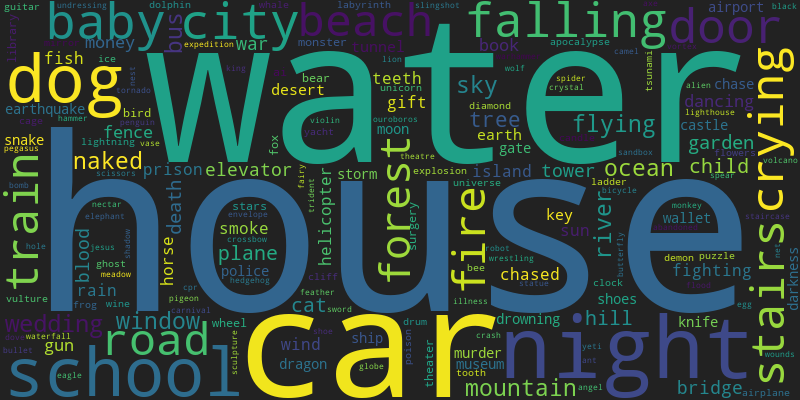 guitar
undressing
dolphin
whale
labyrinth
slingshot
airport
black
baby
city
beach
falling
door
library
money
bus
expedition
war
monster
tunnel
book
apocalypse
camel
tsunami
fish
ice
nest
tornado
king
lion
wolf
dog
water
bear
teeth
unicorn
desert
gift
sky
spider
crystal
alien
chase
crying
earthquake
hammer
cage
penguin
bird
violin
ouroboros
diamond
lighthouse
dancing
tree
flying
castle
snake
pegasus
lightning
fence
vase
fox
yacht
moon
earth
gate
garden
flowers
theatre
sandbox
volcano
naked
scissors
prison
elevator
fairy
storm
forest
explosion
island
tower
ocean
child
spear
bomb
train
house
universe
ladder
bicycle
nectar
elephant
death
stars
envelope
trident
helicopter
surgery
fire
key
river
monkey
wallet
staircase
hole
blood
jesus
shadow
smoke
crossbow
sun
robot
wrestling
butterfly
stairs
net
ghost
meadow
horse
plane
police
hedgehog
cliff
bee
chased
statue
demon
puzzle
fighting
darkness
vulture
rain
frog
wine
pigeon
cpr
carnival
feather
cat
sword
illness
clock
shoes
egg
wedding
window
wheel
car
drum
drowning
hill
knife
waterfall
bullet
gun
road
sculpture
wind
shoe
ship
poison
theater
crash
murder
night
yeti
ant
wounds
school
eagle
dragon
globe
museum
tooth
mountain
angel
bridge
airplane